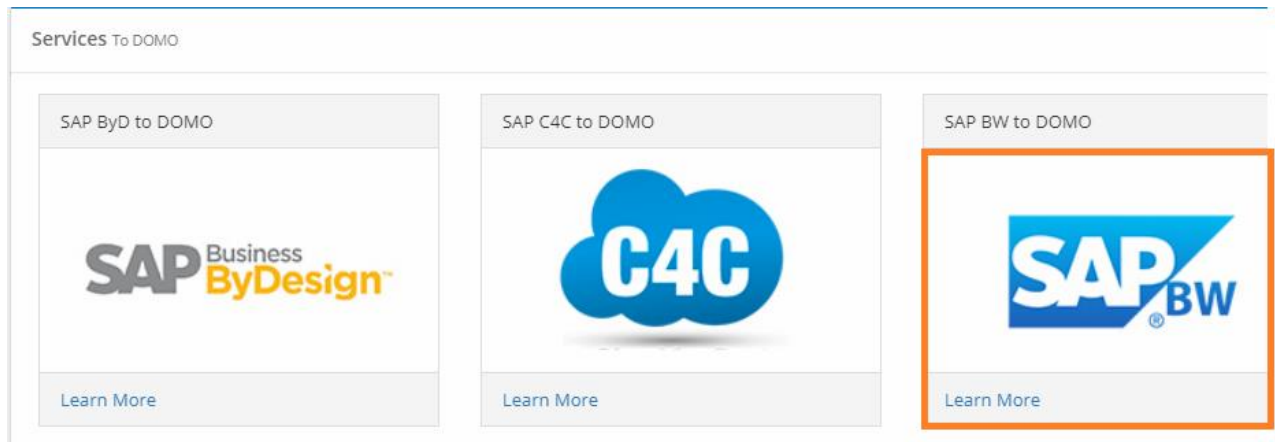 Services To DOMO
SAP ByD to DOMO
SAP C4C to DOMO
SAP BW to DOMO
SAP Business ByDesign™
C4C
SAP® BW
Learn More
Learn More
Learn More